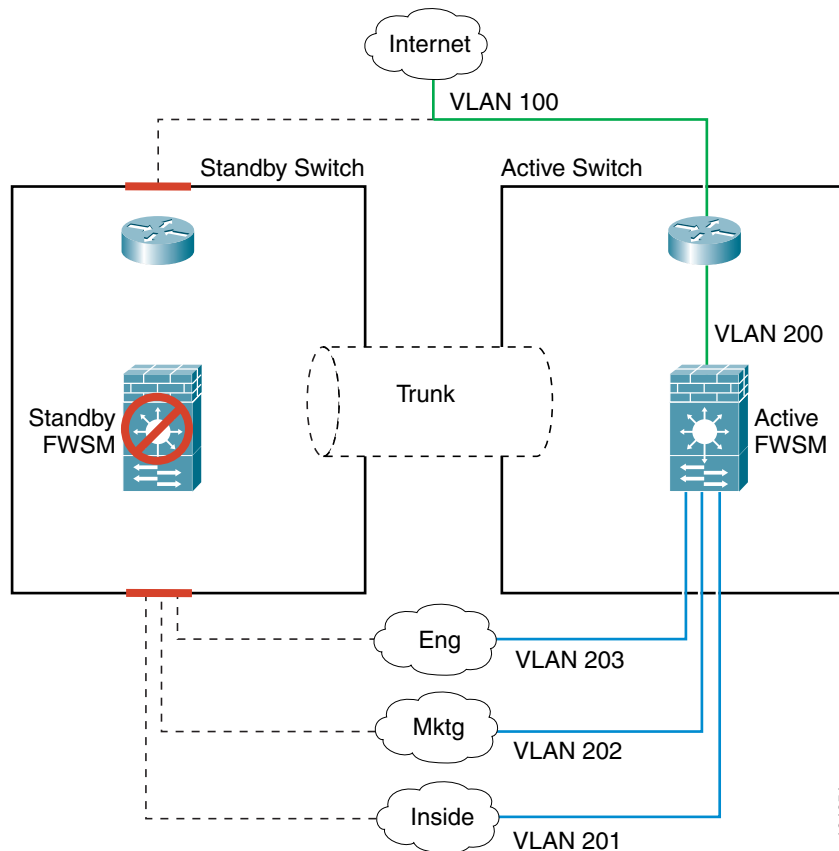 Internet
VLAN 100
Standby Switch
Active Switch
VLAN 200
Trunk
Standby
FWSM
Active
FWSM
Eng
VLAN 203
Mktg
VLAN 202
Inside
VLAN 201